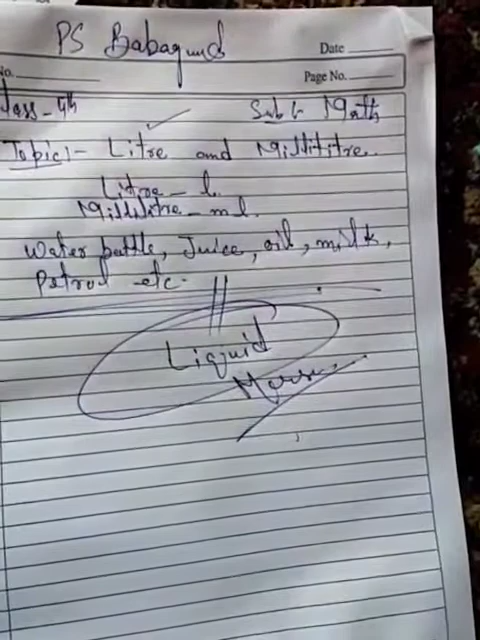 PS Babagund
Date
No.
Page No.
Class - 4th
Sub :- Math
Topic :- Litre and Millilitre.
Litre - l.
Millilitre - ml.
Water bottle, Juice, oil, milk,
Petrol etc.
Liquid